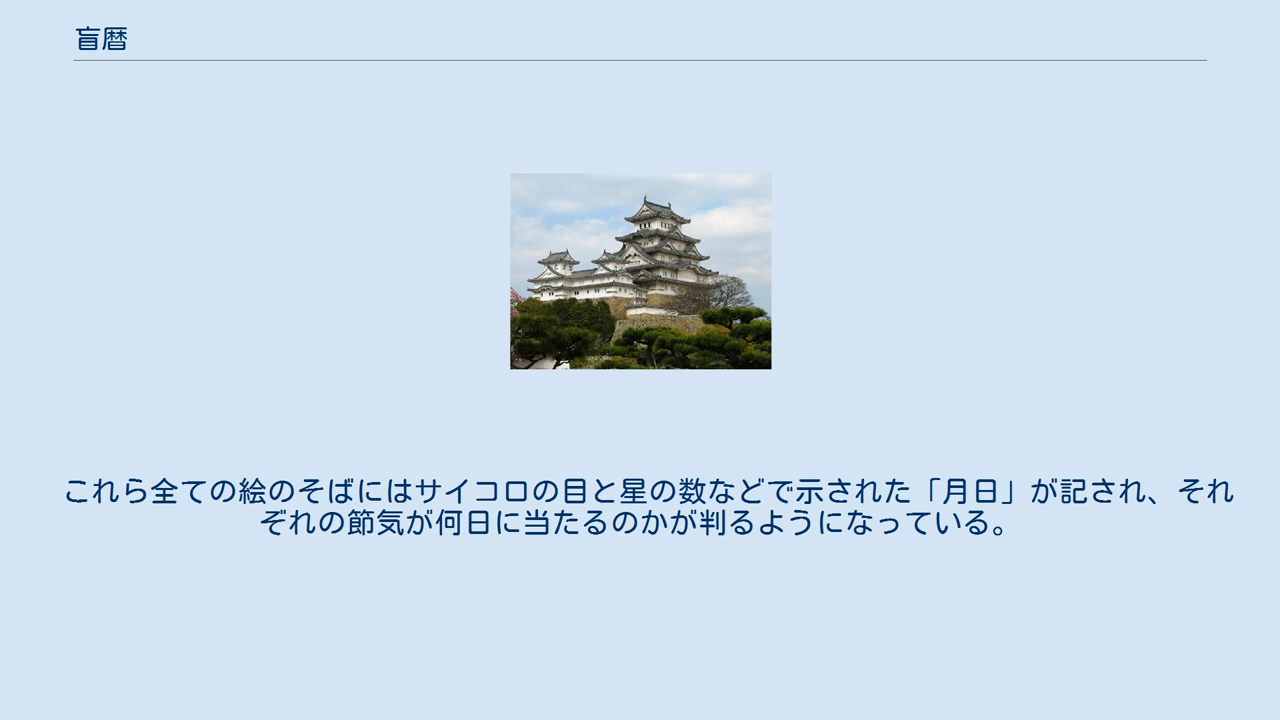 盲暦
これら全ての絵のそばにはサイコロの目と星の数などで示された「月日」が記され、それ
ぞれの節気が何日に当たるのかが判るようになっている。